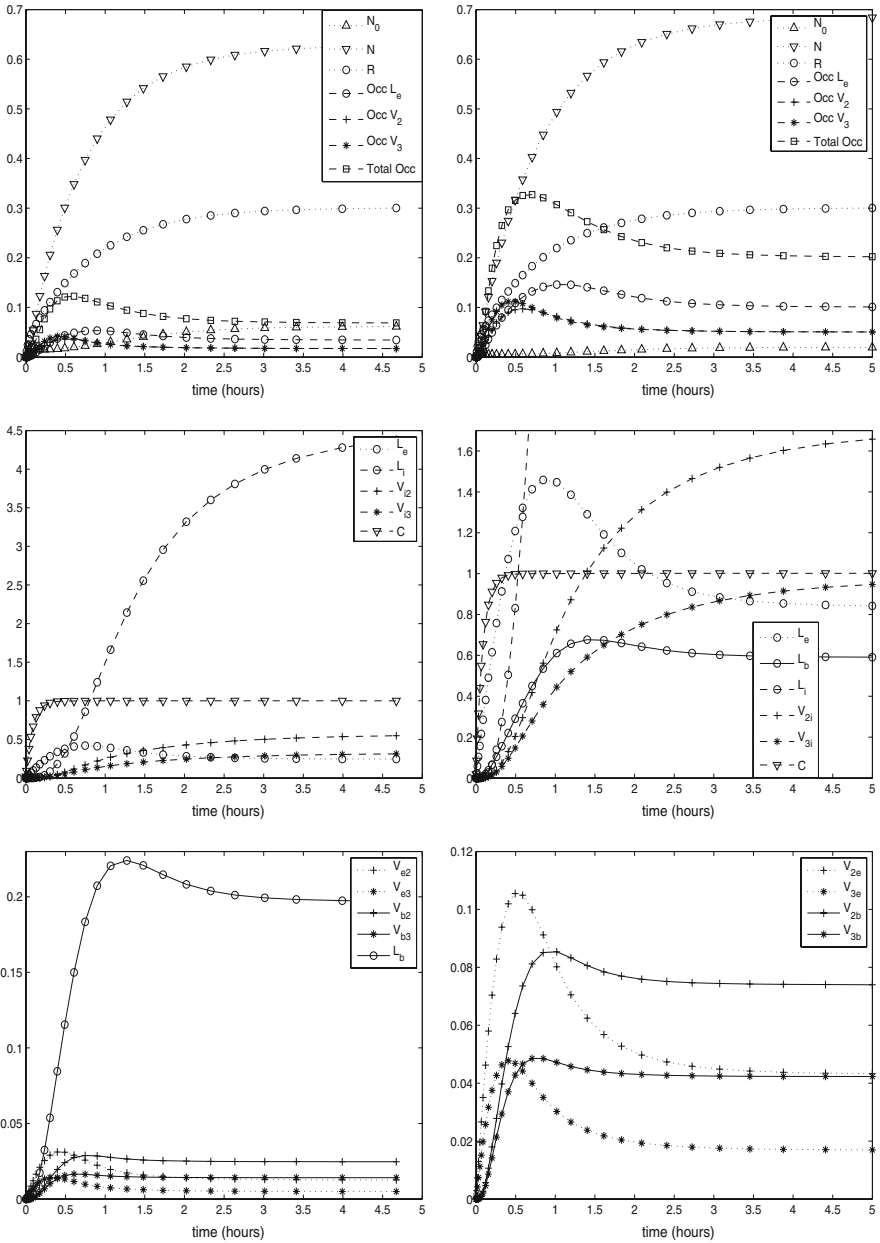 0.7
0.6
0.5
0.4
0.3
0.2
0.1
0
N0
N
R
Occ Le
Occ V2
Occ V3
Total Occ
0 0.5 1 1.5 2 2.5 3 3.5 4 4.5 5
time (hours)
0.7
0.6
0.5
0.4
0.3
0.2
0.1
0
N0
N
R
Occ Le
Occ V2
Occ V3
Total Occ
0 0.5 1 1.5 2 2.5 3 3.5 4 4.5 5
time (hours)
4.5
4
3.5
3
2.5
2
1.5
1
0.5
0
Le
Li
Vi2
Vi3
C
0 0.5 1 1.5 2 2.5 3 3.5 4 4.5 5
time (hours)
1.6
1.4
1.2
1
0.8
0.6
0.4
0.2
0
Le
Lb
Li
V2i
V3i
C
0 0.5 1 1.5 2 2.5 3 3.5 4 4.5 5
time (hours)
0.2
0.15
0.1
0.05
0
Ve2
Ve3
Vb2
Vb3
Lb
0 0.5 1 1.5 2 2.5 3 3.5 4 4.5 5
time (hours)
0.12
0.1
0.08
0.06
0.04
0.02
0
V2e
V3e
V2b
V3b
0 0.5 1 1.5 2 2.5 3 3.5 4 4.5 5
time (hours)